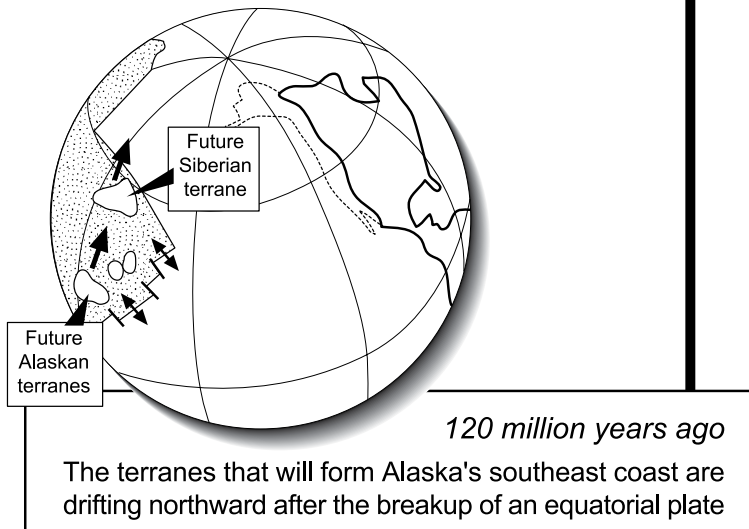 Future
Siberian
terrane
Future
Alaskan
terranes
120 million years ago
The terranes that will form Alaska's southeast coast are
drifting northward after the breakup of an equatorial plate